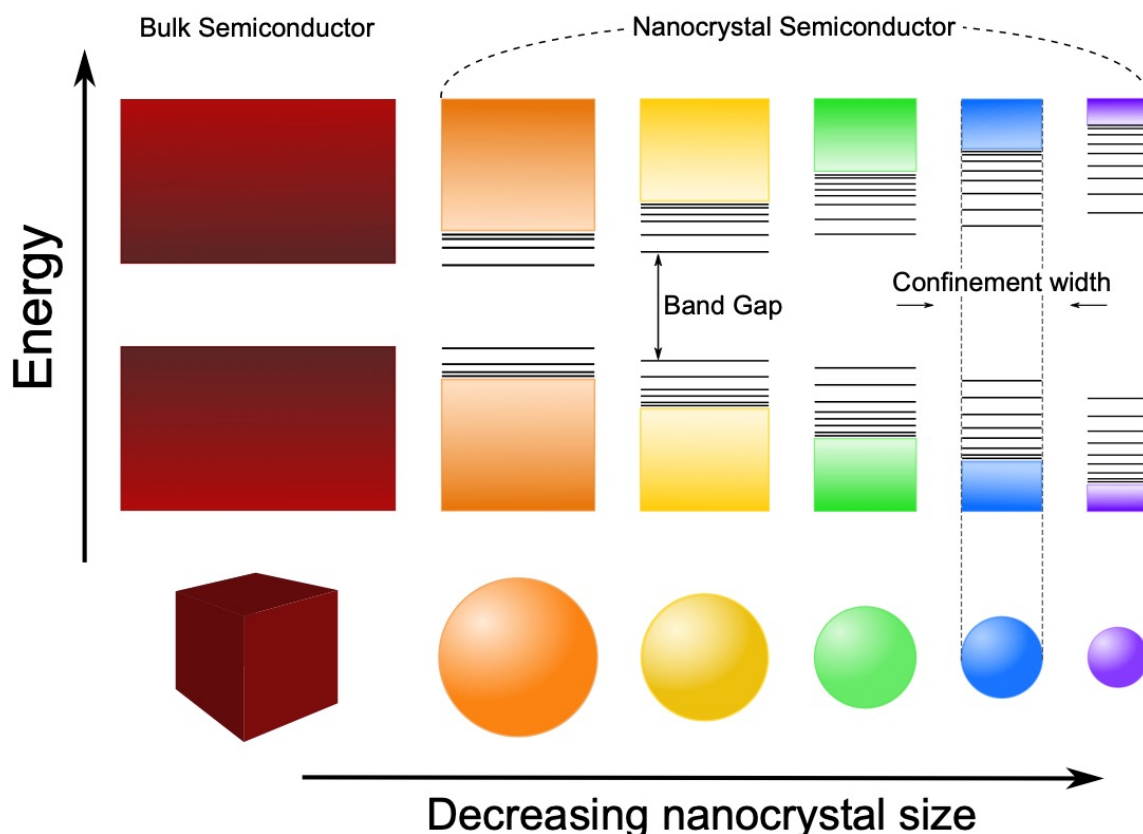 Bulk Semiconductor
Nanocrystal Semiconductor
Energy
Confinement width
Band Gap
Decreasing nanocrystal size